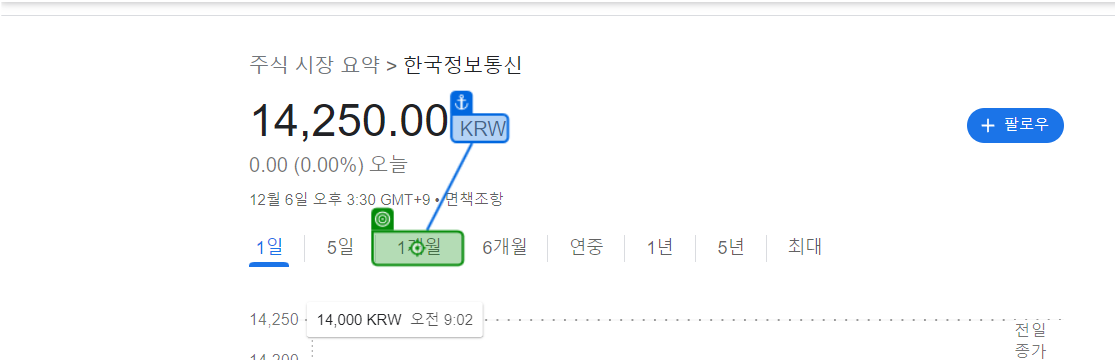 주식 시장 요약 > 한국정보통신
14,250.00 KRW
+ 팔로우
0.00 (0.00%) 오늘
12월 6일 오후 3:30 GMT+9 • 면책조항
1일 5일 1개월 6개월 연중 1년 5년 최대
14,250 14,000 KRW 오전 9:02
전일
종가
14,200